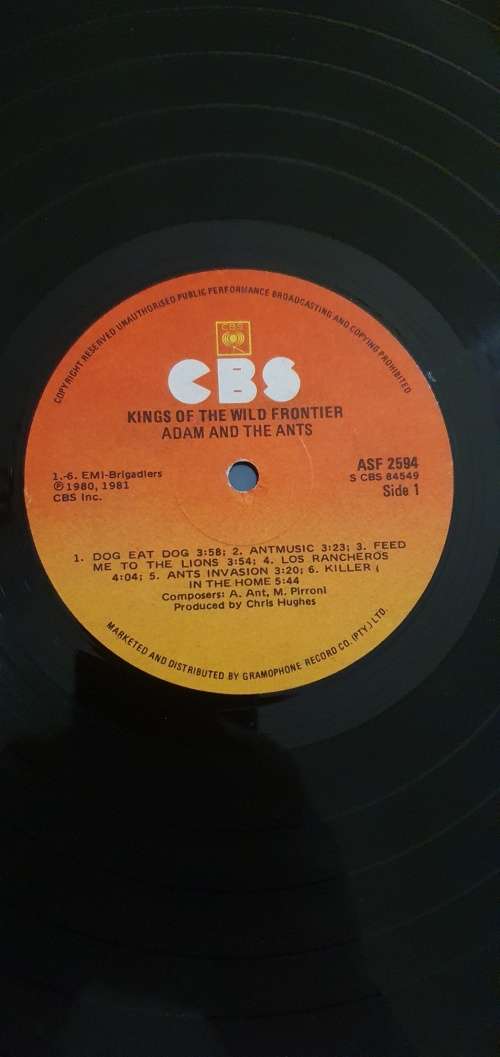 COPYRIGHT RESERVED UNAUTHORISED PUBLIC PERFORMANCE BROADCASTING AND COPYING PROHIBITED
CBS
CBS
KINGS OF THE WILD FRONTIER
ADAM AND THE ANTS
1.-6. EMI-Brigadiers
℗ 1980, 1981
CBS Inc.
ASF 2594
S CBS 84549
Side 1
1. DOG EAT DOG 3:58; 2. ANTMUSIC 3:23; 3. FEED
ME TO THE LIONS 3:54; 4. LOS RANCHEROS
4:04; 5. ANTS INVASION 3:20; 6. KILLER
IN THE HOME 5:44
Composers: A. Ant, M. Pirroni
Produced by Chris Hughes
MARKETED AND DISTRIBUTED BY GRAMOPHONE RECORD CO. (PTY) LTD.